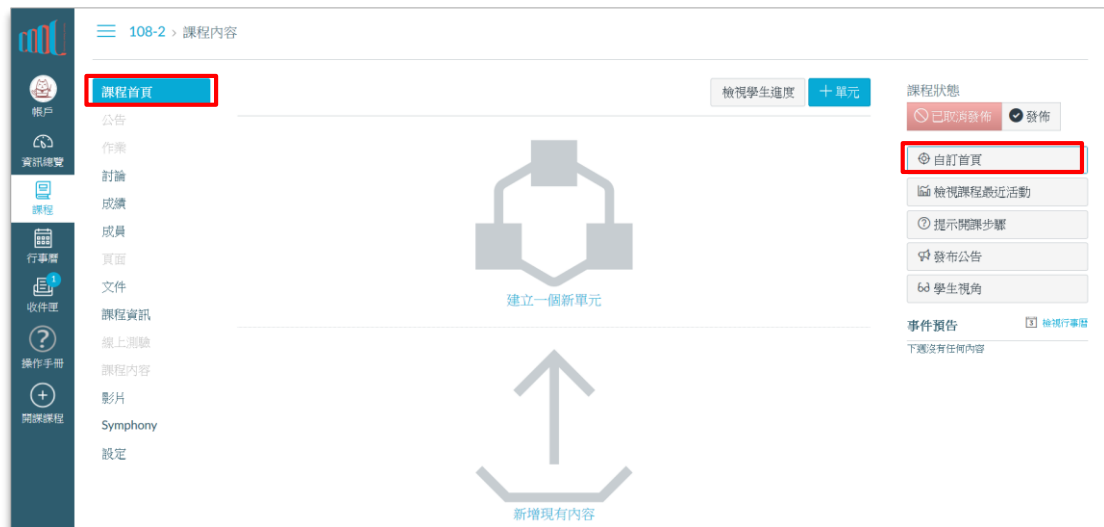 108-2 > 課程內容
帳戶
資訊總覽
課程
行事曆
1
收件匣
操作手冊
開課課程
課程首頁
公告
作業
討論
成績
成員
頁面
文件
課程資訊
線上測驗
課程內容
影片
Symphony
設定
檢視學生進度
+ 單元
建立一個新單元
新增現有內容
課程狀態
已取消發佈
發佈
自訂首頁
檢視課程最近活動
提示開課步驟
發布公告
學生視角
事件預告
檢視行事曆
下週沒有任何內容